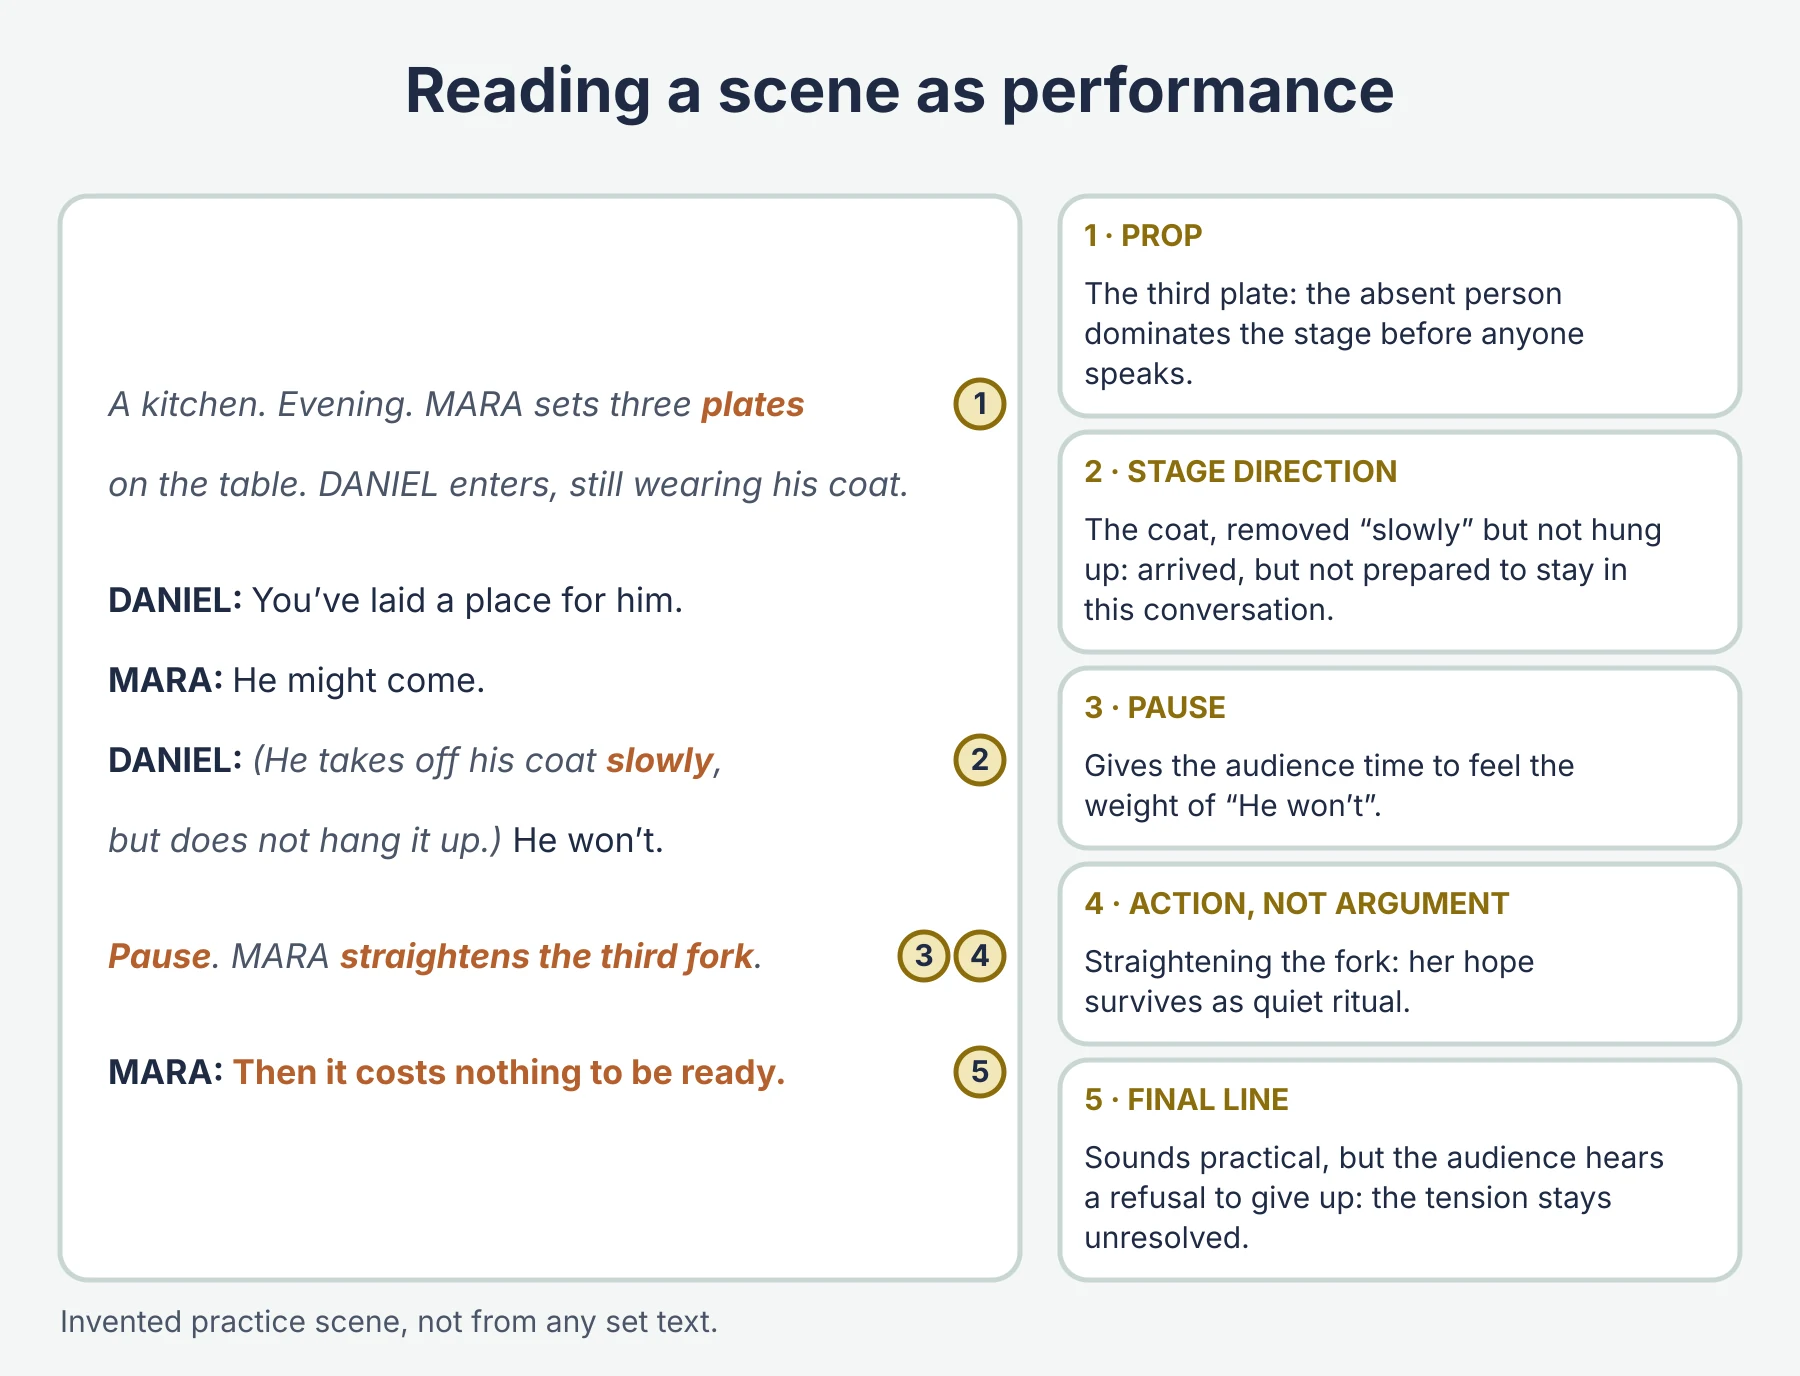 Reading a scene as performance
A kitchen. Evening. MARA sets three plates 1
on the table. DANIEL enters, still wearing his coat.
DANIEL: You’ve laid a place for him.
MARA: He might come.
DANIEL: (He takes off his coat slowly, 2
but does not hang it up.) He won’t.
Pause. MARA straightens the third fork. 3 4
MARA: Then it costs nothing to be ready. 5
1 · PROP
The third plate: the absent person
dominates the stage before anyone
speaks.
2 · STAGE DIRECTION
The coat, removed “slowly” but not hung
up: arrived, but not prepared to stay in
this conversation.
3 · PAUSE
Gives the audience time to feel the
weight of “He won’t”.
4 · ACTION, NOT ARGUMENT
Straightening the fork: her hope
survives as quiet ritual.
5 · FINAL LINE
Sounds practical, but the audience hears
a refusal to give up: the tension stays
unresolved.
Invented practice scene, not from any set text.